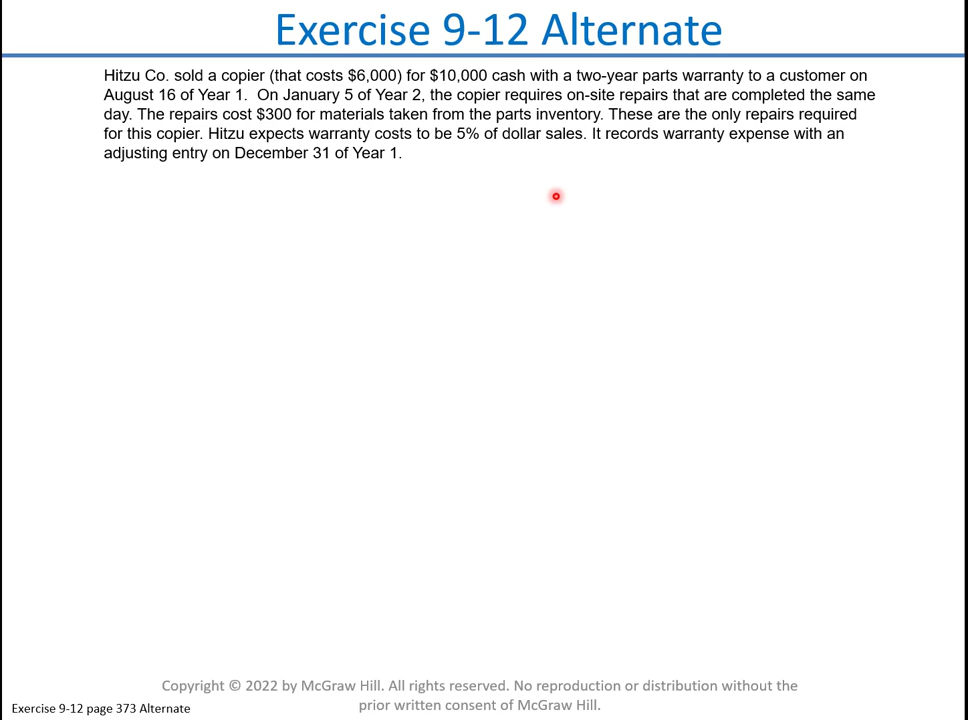 Exercise 9-12 Alternate
Hitzu Co. sold a copier (that costs $6,000) for $10,000 cash with a two-year parts warranty to a customer on
August 16 of Year 1.  On January 5 of Year 2, the copier requires on-site repairs that are completed the same
day. The repairs cost $300 for materials taken from the parts inventory. These are the only repairs required
for this copier. Hitzu expects warranty costs to be 5% of dollar sales. It records warranty expense with an
adjusting entry on December 31 of Year 1.
Copyright © 2022 by McGraw Hill. All rights reserved. No reproduction or distribution without the
prior written consent of McGraw Hill.
Exercise 9-12 page 373 Alternate